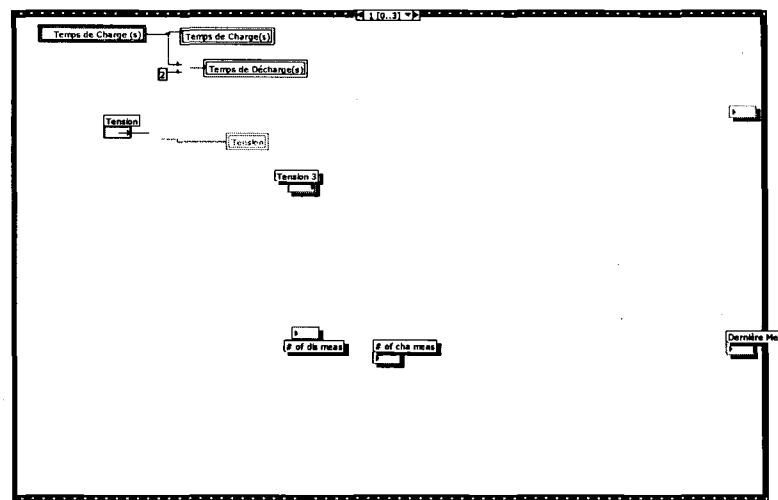 1 [0..3]
Temps de Charge (s)
Temps de Charge(s)
2
Temps de Décharge(s)
Tension
Tension
Tension 3
# of dis meas
# of cha meas
Dernière Me